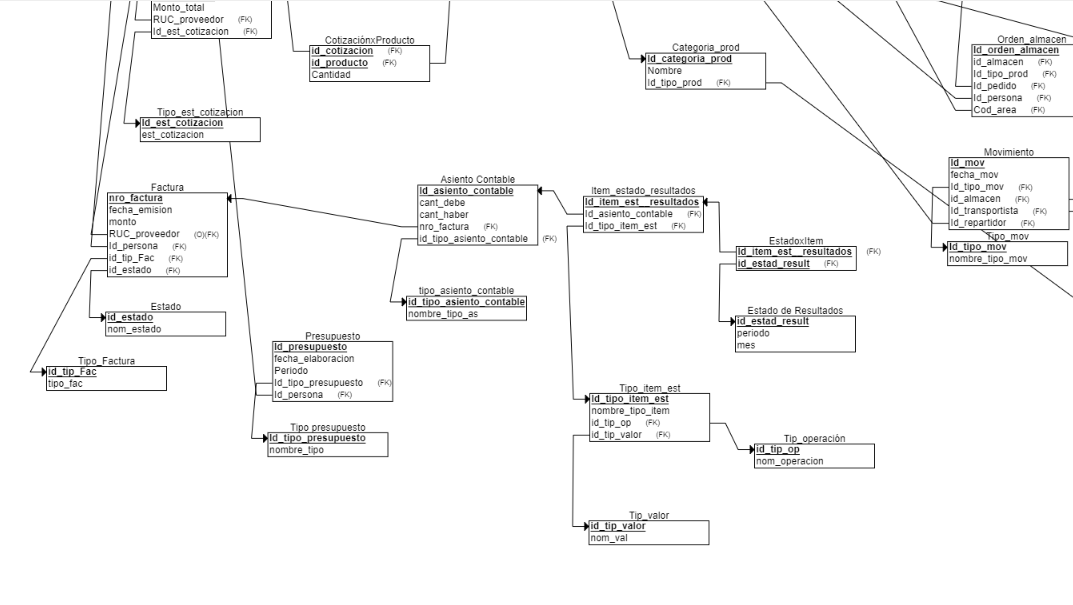 Monto_total
RUC_proveedor (FK)
Id_est_cotizacion (FK)
CotizaciónxProducto
id_cotizacion (FK)
id_producto (FK)
Cantidad
Categoria_prod
Id_categoria_prod
Nombre
Id_tipo_prod (FK)
Orden_almacen
Id_orden_almacen
id_almacen (FK)
Id_tipo_prod (FK)
Id_pedido (FK)
Id_persona (FK)
Cod_area (FK)
Tipo_est_cotizacion
Id_est_cotizacion
est_cotizacion
Movimiento
Id_mov
fecha_mov
Id_tipo_mov (FK)
Id_almacen (FK)
Id_transportista (FK)
Id_repartidor (FK)
Tipo_mov
Id_tipo_mov
nombre_tipo_mov
Factura
nro_factura
fecha_emision
monto
RUC_proveedor (O)(FK)
Id_persona (FK)
id_tip_Fac (FK)
id_estado (FK)
Asiento Contable
Id_asiento_contable
cant_debe
cant_haber
nro_factura (FK)
id_tipo_asiento_contable (FK)
Item_estado_resultados
Id_item_est__resultados
Id_asiento_contable (FK)
Id_tipo_item_est (FK)
EstadoxItem
Id_item_est__resultados (FK)
id_estad_result (FK)
Estado
id_estado
nom_estado
tipo_asiento_contable
id_tipo_asiento_contable
nombre_tipo_as
Estado de Resultados
id_estad_result
periodo
mes
Tipo_Factura
id_tip_Fac
tipo_fac
Presupuesto
Id_presupuesto
fecha_elaboracion
Periodo
Id_tipo_presupuesto (FK)
Id_persona (FK)
Tipo presupuesto
Id_tipo_presupuesto
nombre_tipo
Tipo_item_est
Id_tipo_item_est
nombre_tipo_item
id_tip_op (FK)
id_tip_valor (FK)
Tip_operación
id_tip_op
nom_operacion
Tip_valor
id_tip_valor
nom_val